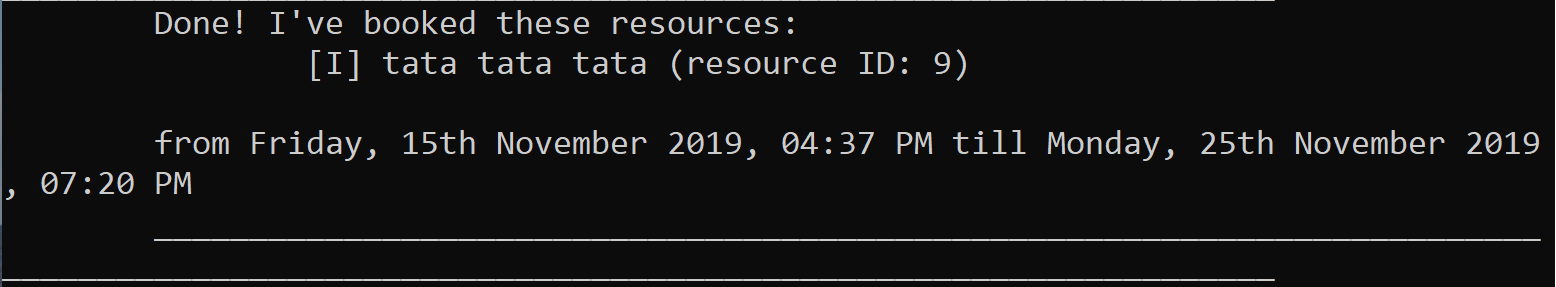 Done! I've booked these resources:
[I] tata tata tata (resource ID: 9)
from Friday, 15th November 2019, 04:37 PM till Monday, 25th November 2019
, 07:20 PM